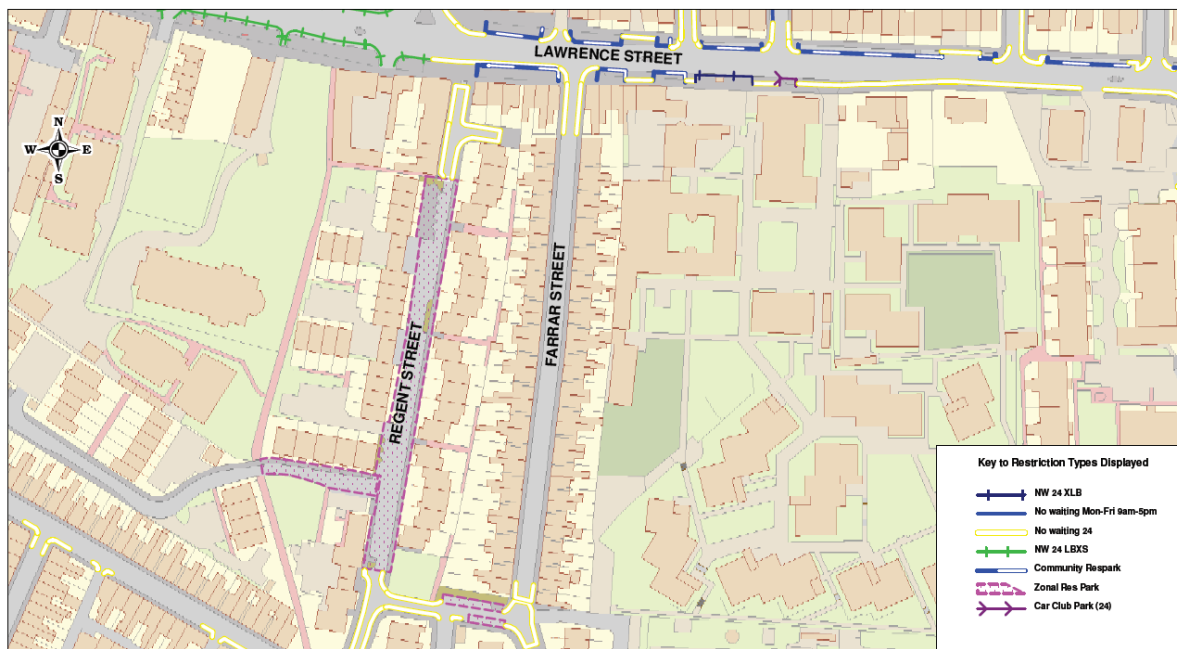 LAWRENCE STREET
N
W E
S
FARRAR STREET
REGENT STREET
Key to Restriction Types Displayed
NW 24 XLB
No waiting Mon-Fri 9am-5pm
No waiting 24
NW 24 LBXS
Community Respark
Zonal Res Park
Car Club Park (24)